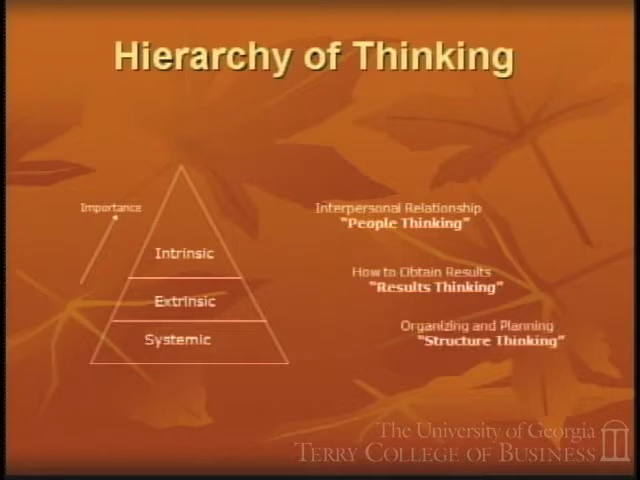 Hierarchy of Thinking
Importance
Intrinsic
Extrinsic
Systemic
Interpersonal Relationship
"People Thinking"
How to Obtain Results
"Results Thinking"
Organizing and Planning
"Structure Thinking"
The University of Georgia
TERRY COLLEGE OF BUSINESS